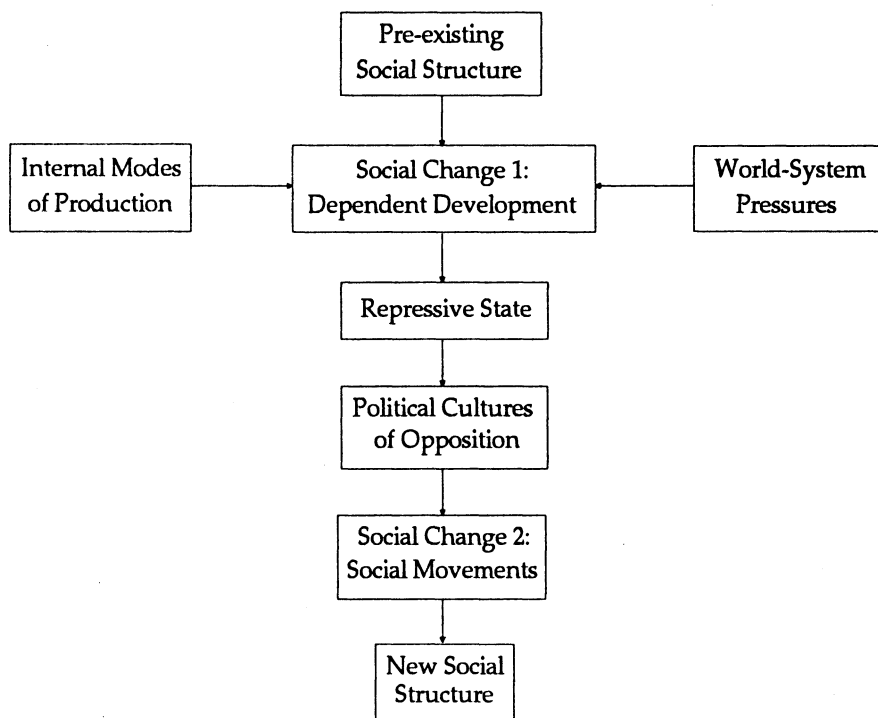 Pre-existing
Social Structure
Internal Modes
of Production
Social Change 1:
Dependent Development
World-System
Pressures
Repressive State
Political Cultures
of Opposition
Social Change 2:
Social Movements
New Social
Structure